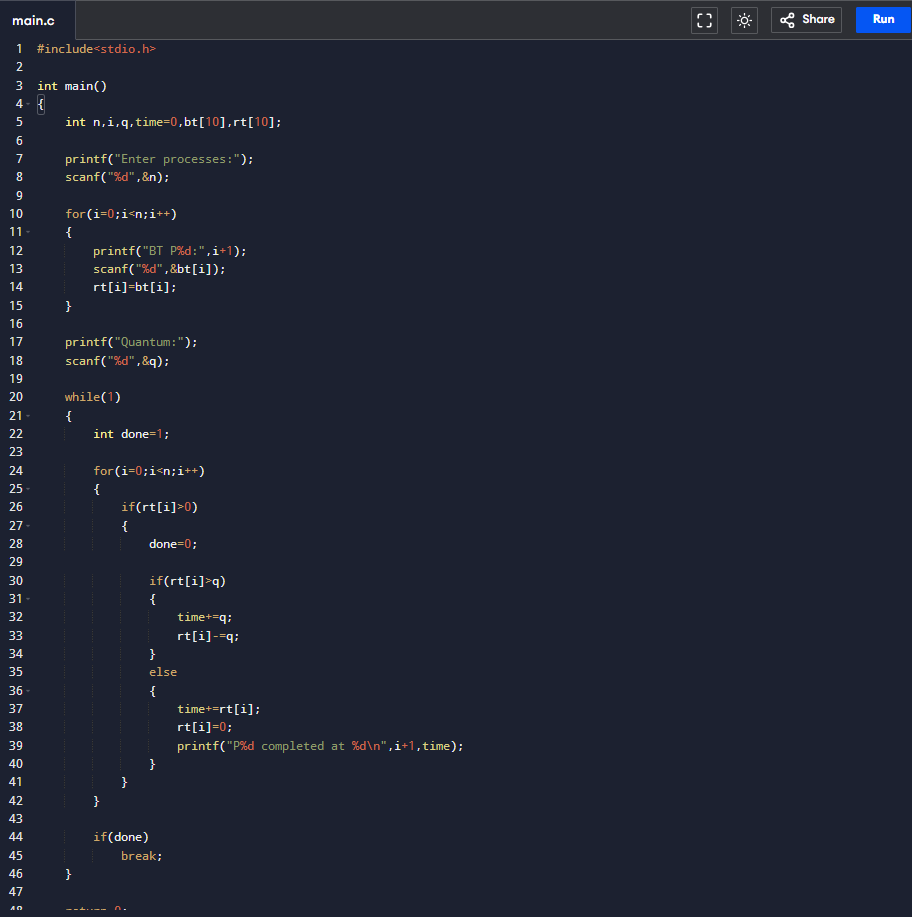 main.c
Share
Run
1 #include<stdio.h>
2
3 int main()
4 {
5     int n,i,q,time=0,bt[10],rt[10];
6
7     printf("Enter processes:");
8     scanf("%d",&n);
9
10     for(i=0;i<n;i++)
11     {
12         printf("BT P%d:",i+1);
13         scanf("%d",&bt[i]);
14         rt[i]=bt[i];
15     }
16
17     printf("Quantum:");
18     scanf("%d",&q);
19
20     while(1)
21     {
22         int done=1;
23
24         for(i=0;i<n;i++)
25         {
26             if(rt[i]>0)
27             {
28                 done=0;
29
30                 if(rt[i]>q)
31                 {
32                     time+=q;
33                     rt[i]-=q;
34                 }
35                 else
36                 {
37                     time+=rt[i];
38                     rt[i]=0;
39                     printf("P%d completed at %d\n",i+1,time);
40                 }
41             }
42         }
43
44         if(done)
45             break;
46     }
47
48     return 0;